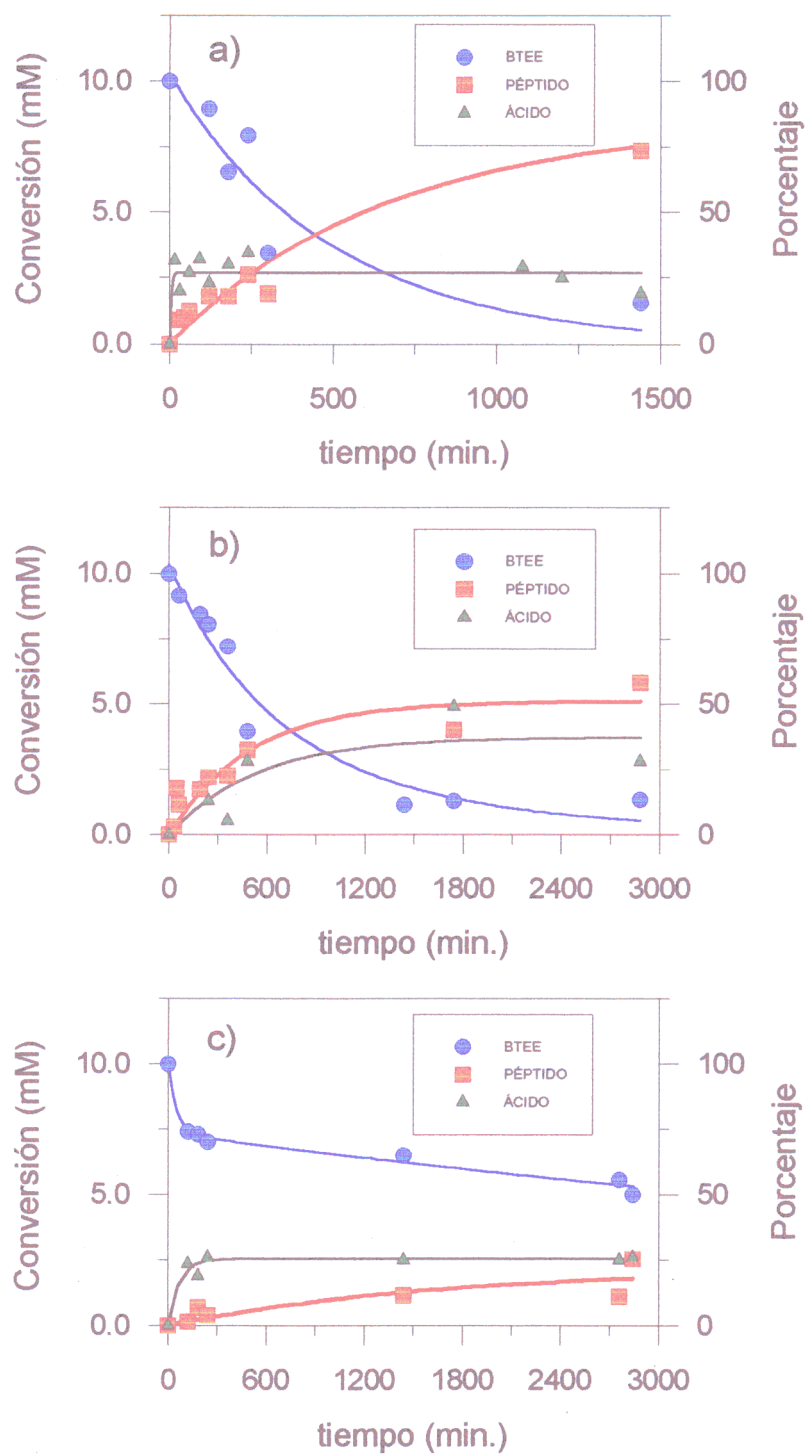 a)
BTEE
PÉPTIDO
ÁCIDO
Conversión (mM)
10.0
5.0
0.0
Porcentaje
100
50
0
0 500 1000 1500
tiempo (min.)
b)
BTEE
PÉPTIDO
ÁCIDO
Conversión (mM)
10.0
5.0
0.0
Porcentaje
100
50
0
0 600 1200 1800 2400 3000
tiempo (min.)
c)
BTEE
PÉPTIDO
ÁCIDO
Conversión (mM)
10.0
5.0
0.0
Porcentaje
100
50
0
0 600 1200 1800 2400 3000
tiempo (min.)